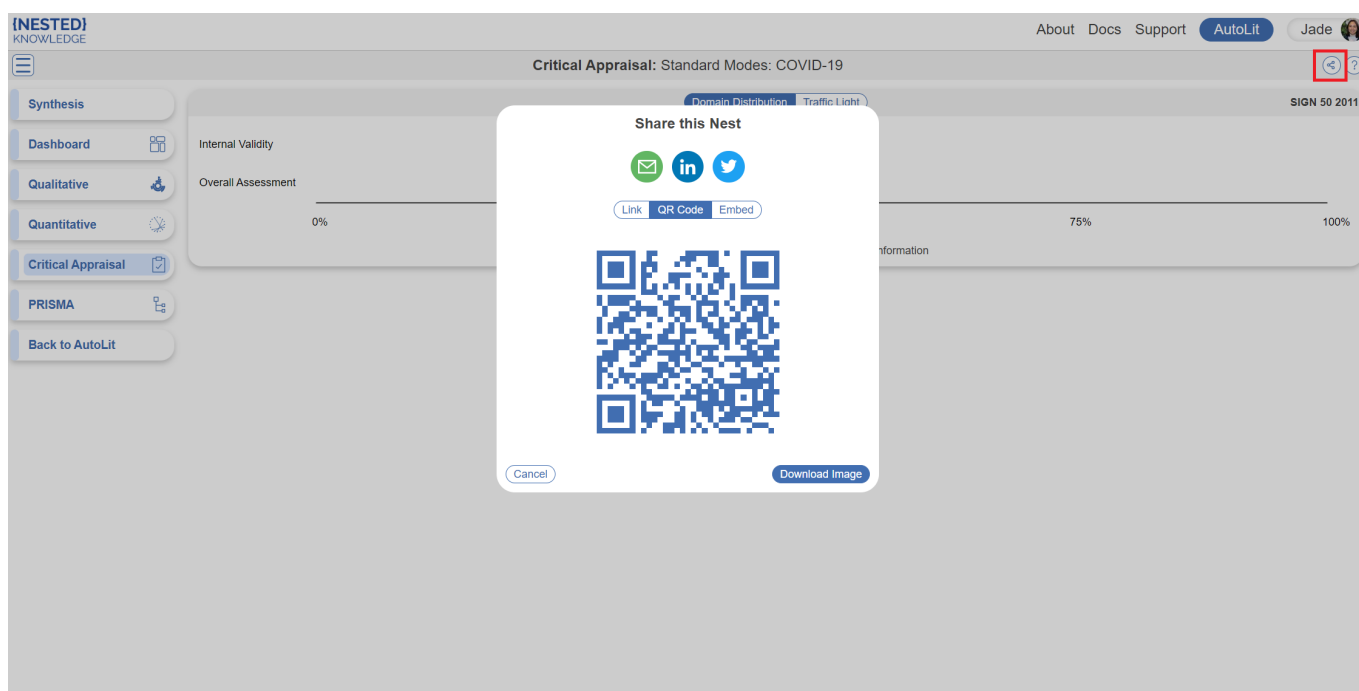 {NESTED}
KNOWLEDGE
About Docs Support AutoLit Jade
Critical Appraisal: Standard Modes: COVID-19
?
Synthesis
Dashboard
Qualitative
Quantitative
Critical Appraisal
PRISMA
Back to AutoLit
Domain Distribution Traffic Light
SIGN 50 2011
Internal Validity
Overall Assessment
0% 75% 100%
nformation
Share this Nest
in
Link QR Code Embed
Cancel Download Image